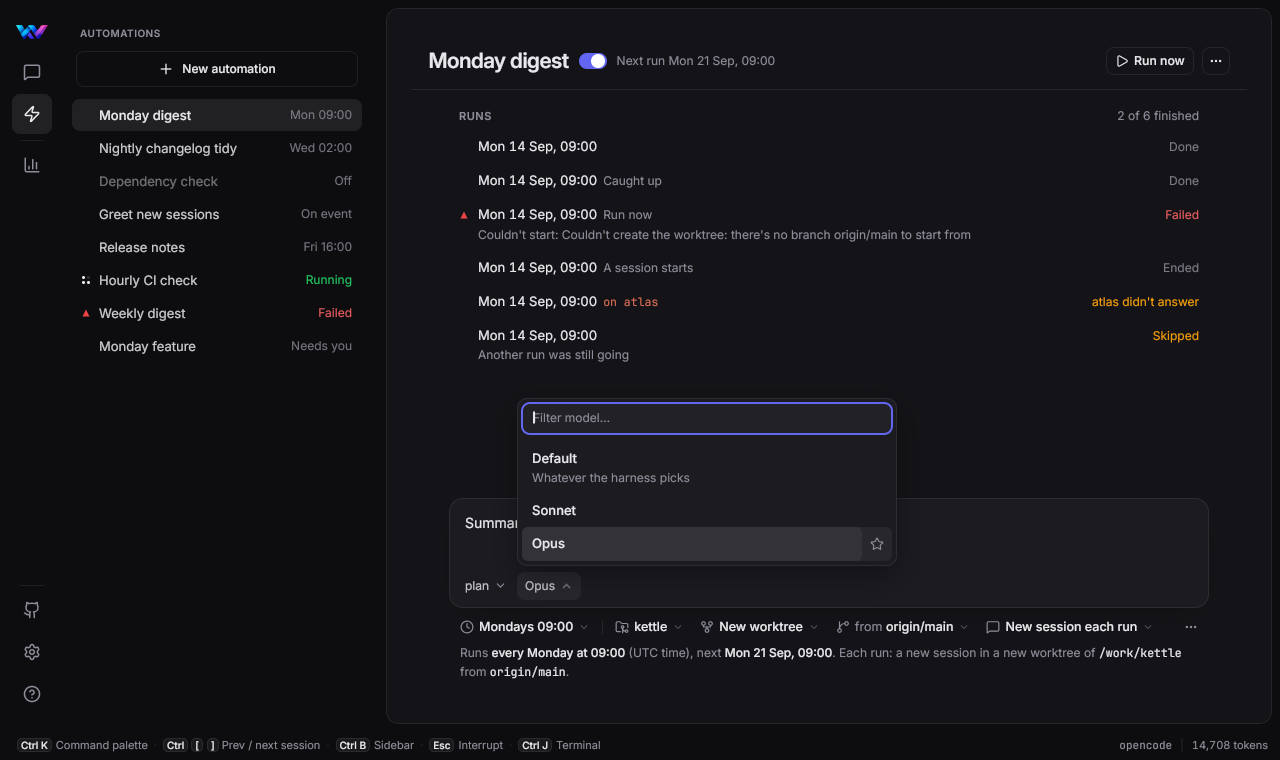 AUTOMATIONS
New automation
Monday digest Mon 09:00
Nightly changelog tidy Wed 02:00
Dependency check Off
Greet new sessions On event
Release notes Fri 16:00
Hourly CI check Running
Weekly digest Failed
Monday feature Needs you
Monday digest Next run Mon 21 Sep, 09:00 Run now
RUNS 2 of 6 finished
Mon 14 Sep, 09:00 Done
Mon 14 Sep, 09:00 Caught up Done
Mon 14 Sep, 09:00 Run now Failed
Couldn't start: Couldn't create the worktree: there's no branch origin/main to start from
Mon 14 Sep, 09:00 A session starts Ended
Mon 14 Sep, 09:00 on atlas atlas didn't answer
Mon 14 Sep, 09:00 Skipped
Another run was still going
Filter model...
Default
Whatever the harness picks
Sonnet
Opus
Summar
plan Opus
Mondays 09:00 kettle New worktree from origin/main New session each run
Runs every Monday at 09:00 (UTC time), next Mon 21 Sep, 09:00. Each run: a new session in a new worktree of /work/kettle
from origin/main.
Ctrl K Command palette · Ctrl [ ] Prev / next session · Ctrl B Sidebar · Esc Interrupt · Ctrl J Terminal opencode 14,708 tokens